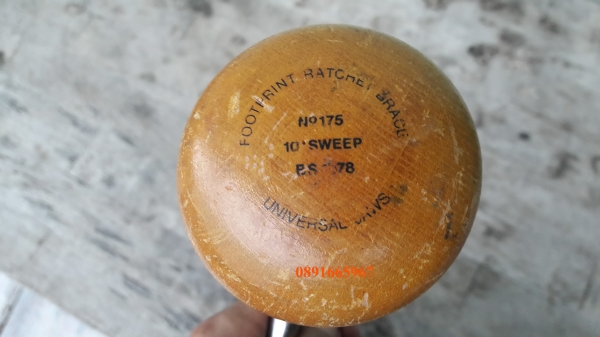 FOOTPRINT RATCHET BRACE
Nº175
10"SWEEP
UNIVERSAL JAWS